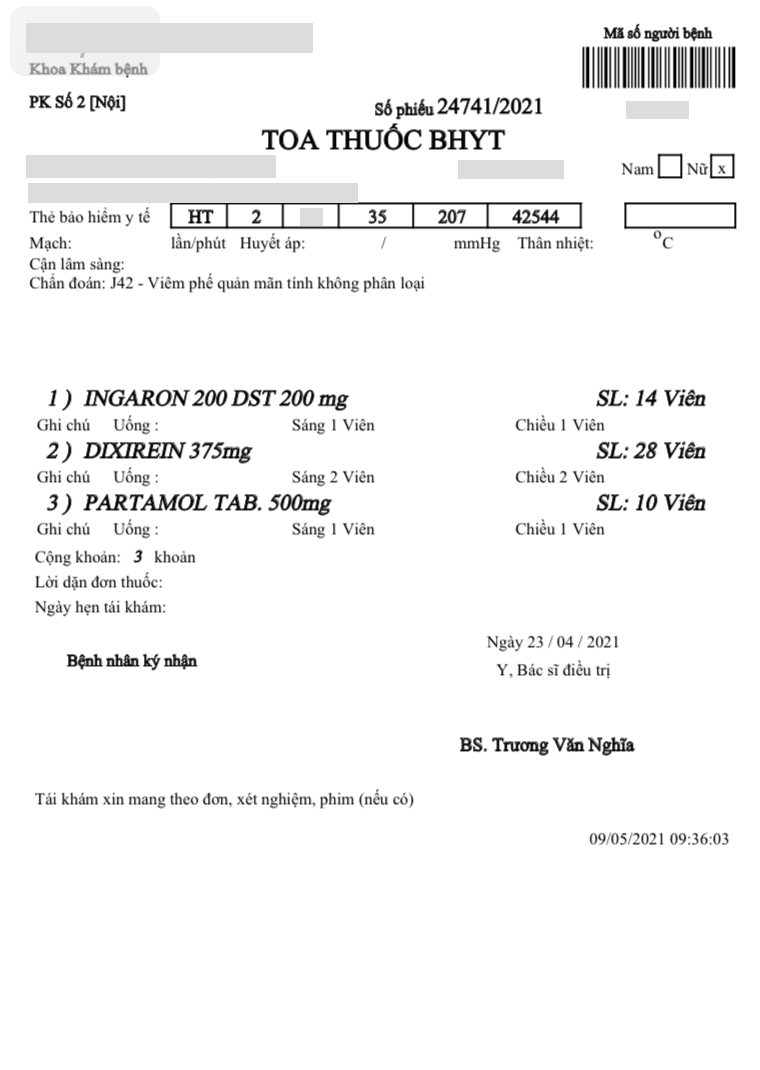 Mã số người bệnh
Khoa Khám bệnh
PK Số 2 [Nội]
Số phiếu 24741/2021
TOA THUỐC BHYT
Nam Nữ x
Thẻ bảo hiểm y tế HT 2 35 207 42544
Mạch: lần/phút Huyết áp: / mmHg Thân nhiệt: °C
Cận lâm sàng:
Chẩn đoán: J42 - Viêm phế quản mãn tính không phân loại
1 ) INGARON 200 DST 200 mg SL: 14 Viên
Ghi chú Uống : Sáng 1 Viên Chiều 1 Viên
2 ) DIXIREIN 375mg SL: 28 Viên
Ghi chú Uống : Sáng 2 Viên Chiều 2 Viên
3 ) PARTAMOL TAB. 500mg SL: 10 Viên
Ghi chú Uống : Sáng 1 Viên Chiều 1 Viên
Cộng khoản: 3 khoản
Lời dặn đơn thuốc:
Ngày hẹn tái khám:
Ngày 23 / 04 / 2021
Bệnh nhân ký nhận
Y, Bác sĩ điều trị
BS. Trương Văn Nghĩa
Tái khám xin mang theo đơn, xét nghiệm, phim (nếu có)
09/05/2021 09:36:03